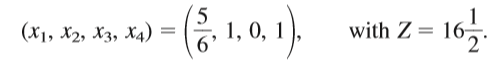 (x₁, x₂, x₃, x₄) = (5/6, 1, 0, 1), with Z = 16 1/2.